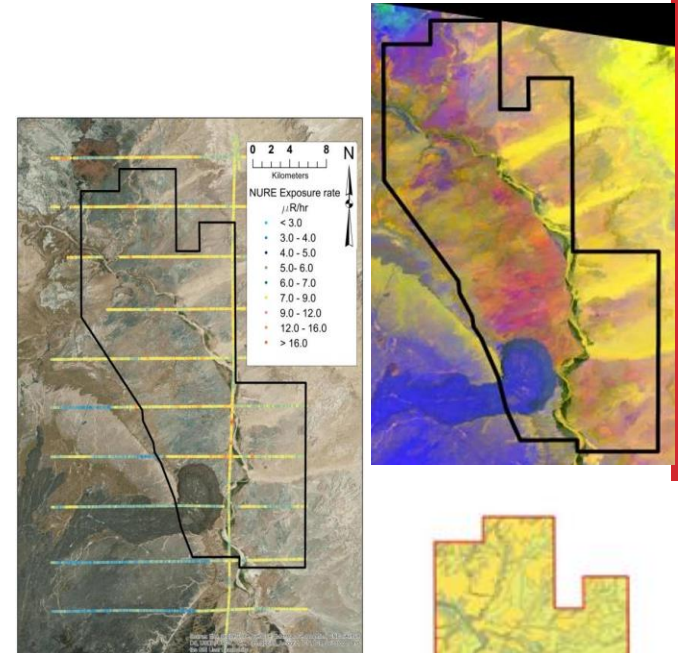 0 2 4 8
N
Kilometers
NURE Exposure rate
μR/hr
< 3.0
3.0 - 4.0
4.0 - 5.0
5.0- 6.0
6.0 - 7.0
7.0 - 9.0
9.0 - 12.0
12.0 - 16.0
> 16.0